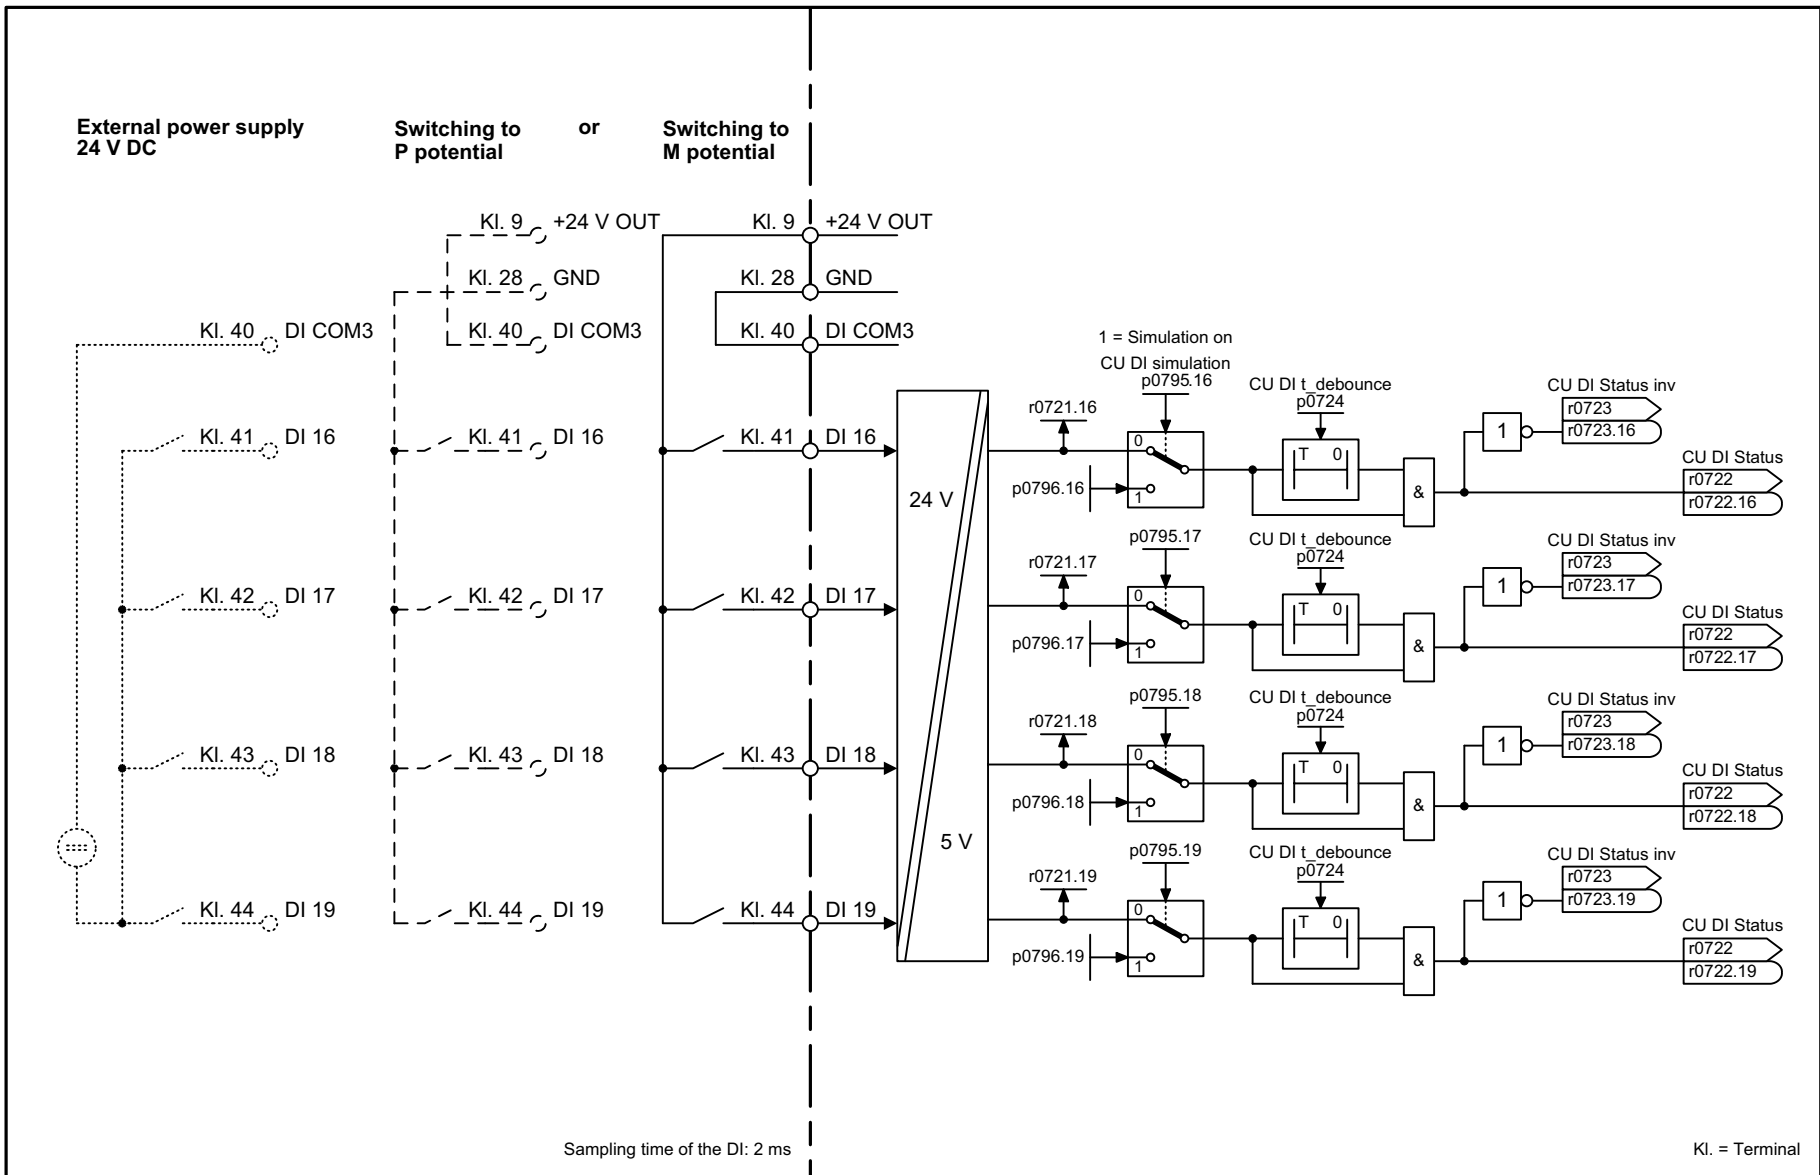 External power supply
24 V DC
Switching to
P potential
or
Switching to
M potential
Kl. 9 +24 V OUT
Kl. 9 +24 V OUT
Kl. 28 GND
Kl. 28 GND
Kl. 40 DI COM3
Kl. 40 DI COM3
Kl. 40 DI COM3
Kl. 41 DI 16
Kl. 41 DI 16
Kl. 41 DI 16
Kl. 42 DI 17
Kl. 42 DI 17
Kl. 42 DI 17
Kl. 43 DI 18
Kl. 43 DI 18
Kl. 43 DI 18
Kl. 44 DI 19
Kl. 44 DI 19
Kl. 44 DI 19
24 V
5 V
1 = Simulation on
CU DI simulation
p0795.16
r0721.16
0
1
p0796.16
CU DI t_debounce
p0724
T 0
&
1
CU DI Status inv
r0723
r0723.16
CU DI Status
r0722
r0722.16
p0795.17
r0721.17
0
1
p0796.17
CU DI t_debounce
p0724
T 0
&
1
CU DI Status inv
r0723
r0723.17
CU DI Status
r0722
r0722.17
p0795.18
r0721.18
0
1
p0796.18
CU DI t_debounce
p0724
T 0
&
1
CU DI Status inv
r0723
r0723.18
CU DI Status
r0722
r0722.18
p0795.19
r0721.19
0
1
p0796.19
CU DI t_debounce
p0724
T 0
&
1
CU DI Status inv
r0723
r0723.19
CU DI Status
r0722
r0722.19
Sampling time of the DI: 2 ms
Kl. = Terminal